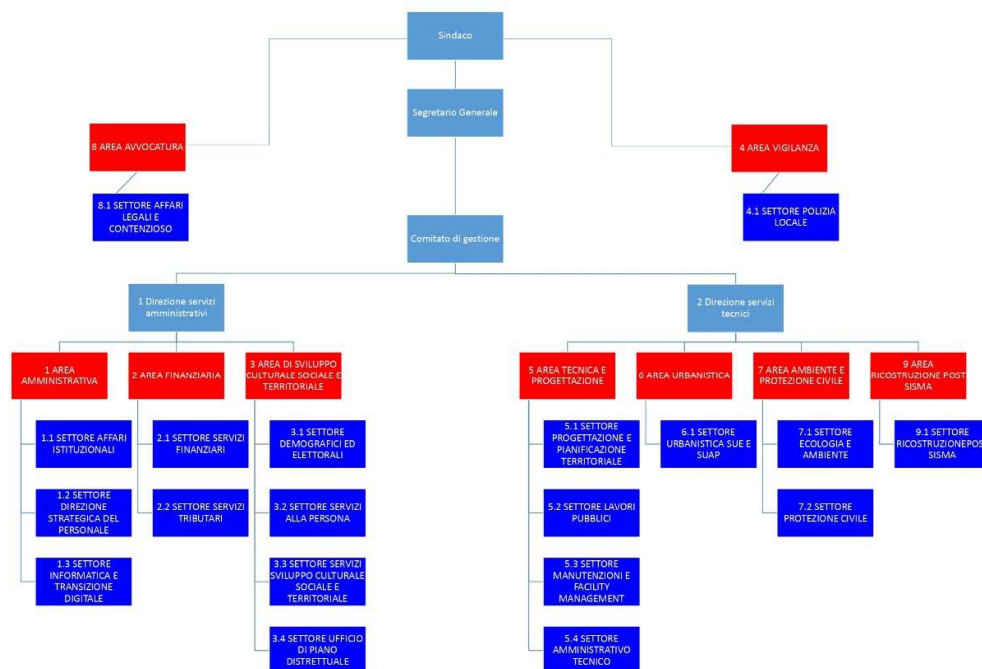 Sindaco
Segretario Generale
8 AREA AVVOCATURA
4 AREA VIGILANZA
8.1 SETTORE AFFARI
LEGALI E
CONTENZIOSO
4.1 SETTORE POLIZIA
LOCALE
Comitato di gestione
1 Direzione servizi
amministrativi
2 Direzione servizi
tecnici
1 AREA
AMMINISTRATIVA
2 AREA FINANZIARIA
3 AREA DI SVILUPPO
CULTURALE SOCIALE E
TERRITORIALE
5 AREA TECNICA E
PROGETTAZIONE
6 AREA URBANISTICA
7 AREA AMBIENTE E
PROTEZIONE CIVILE
9 AREA
RICOSTRUZIONE POST
SISMA
1.1 SETTORE AFFARI
ISTITUZIONALI
2.1 SETTORE SERVIZI
FINANZIARI
3.1 SETTORE
DEMOGRAFICI ED
ELETTORALI
5.1 SETTORE
PROGETTAZIONE E
PIANIFICAZIONE
TERRITORIALE
6.1 SETTORE
URBANISTICA SUE E
SUAP
7.1 SETTORE
ECOLOGIA E
AMBIENTE
9.1 SETTORE
RICOSTRUZIONEPOS
SISMA
1.2 SETTORE
DIREZIONE
STRATEGICA DEL
PERSONALE
2.2 SETTORE SERVIZI
TRIBUTARI
3.2 SETTORE SERVIZI
ALLA PERSONA
5.2 SETTORE LAVORI
PUBBLICI
7.2 SETTORE
PROTEZIONE CIVILE
1.3 SETTORE
INFORMATICA E
TRANSIZIONE
DIGITALE
3.3 SETTORE SERVIZI
SVILUPPO CULTURALE
SOCIALE E
TERRITORIALE
5.3 SETTORE
MANUTENZIONI E
FACILITY
MANAGEMENT
3.4 SETTORE UFFICIO
DI PIANO
DISTRETTUALE
5.4 SETTORE
AMMINISTRATIVO
TECNICO